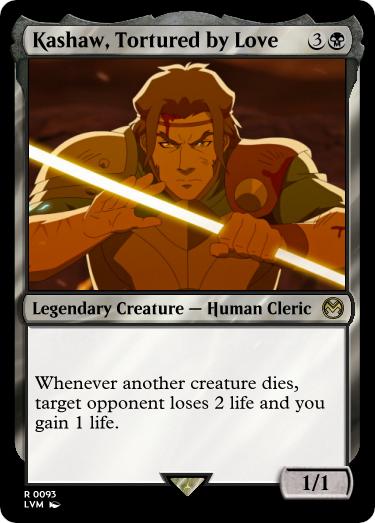 Kashaw, Tortured by Love 3
Legendary Creature — Human Cleric
Whenever another creature dies,
target opponent loses 2 life and you
gain 1 life.
1/1
R 0093
LVM